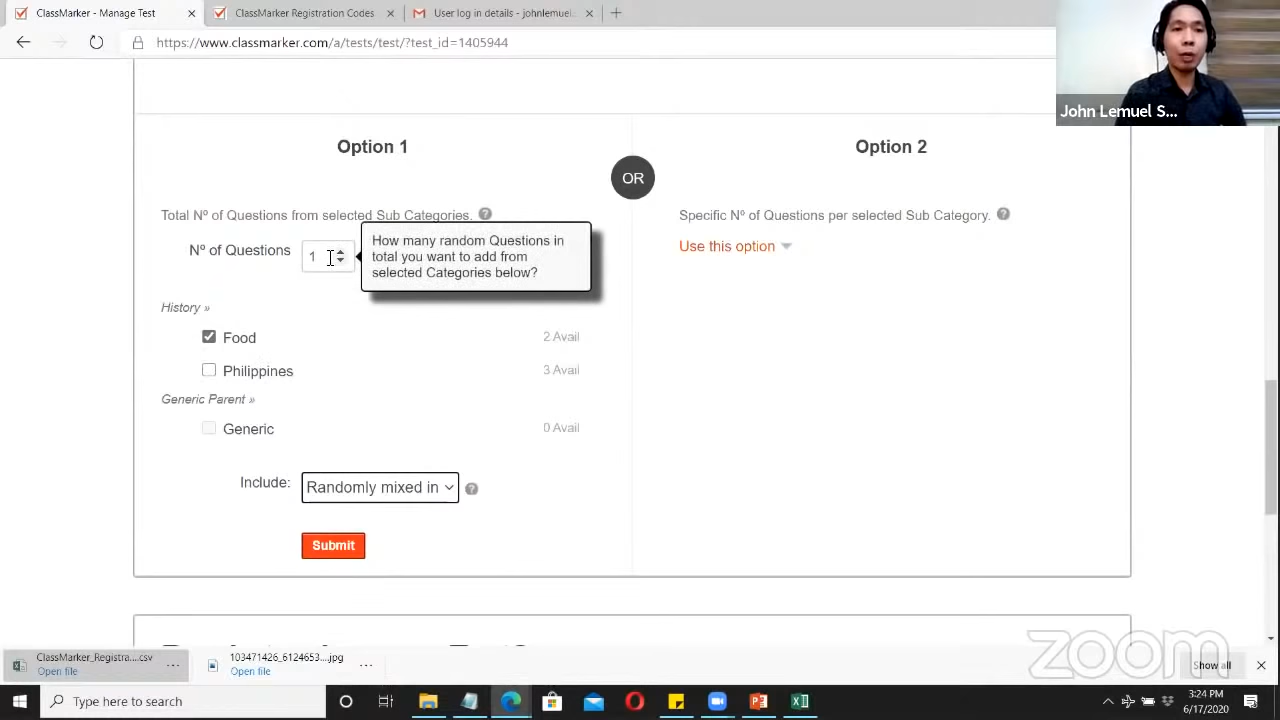 ClassMarker - Manage Test
ClassMarker Registration Codes
User log in details - johnlemuel
https://www.classmarker.com/a/tests/test/?test_id=1405944
John Lemuel S...
Option 1
OR
Option 2
Total Nº of Questions from selected Sub Categories.
Specific Nº of Questions per selected Sub Category.
Nº of Questions
1
How many random Questions in
total you want to add from
selected Categories below?
Use this option
History »
Food
2 Avail
Philippines
3 Avail
Generic Parent »
Generic
0 Avail
Include:
Randomly mixed in
Submit
zoom
ClassMarker_Registra....csv
Open file
103471426_6124653....jpg
Open file
Show all
Type here to search
3:24 PM
6/17/2020